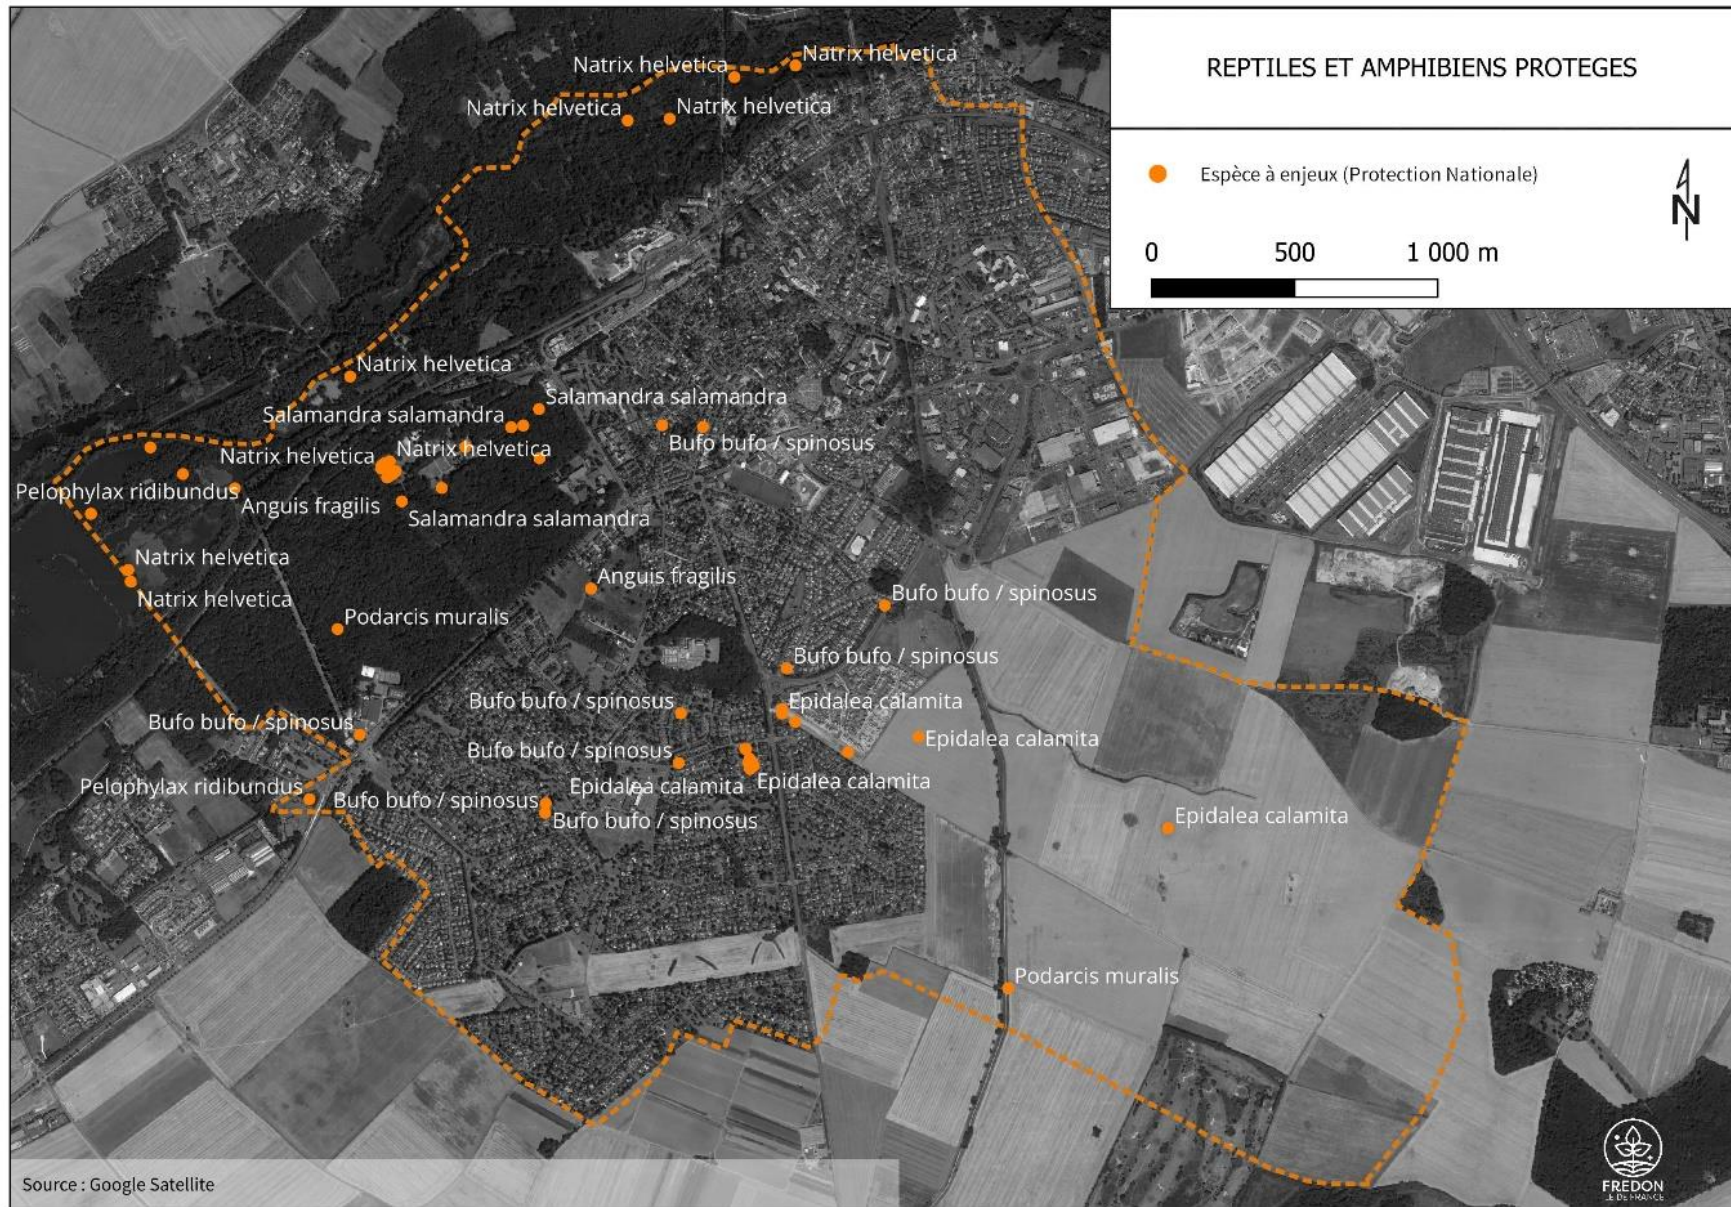 REPTILES ET AMPHIBIENS PROTEGES
Espèce à enjeux (Protection Nationale)
N
0 500 1 000 m
Natrix helvetica
Natrix helvetica
Natrix helvetica
Natrix helvetica
Natrix helvetica
Salamandra salamandra
Salamandra salamandra
Bufo bufo / spinosus
Natrix helvetica
Natrix helvetica
Pelophylax ridibundus
Anguis fragilis
Salamandra salamandra
Natrix helvetica
Natrix helvetica
Anguis fragilis
Bufo bufo / spinosus
Podarcis muralis
Bufo bufo / spinosus
Bufo bufo / spinosus
Epidalea calamita
Bufo bufo / spinosus
Epidalea calamita
Bufo bufo / spinosus
Epidalea calamita
Epidalea calamita
Pelophylax ridibundus
Bufo bufo / spinosus
Bufo bufo / spinosus
Epidalea calamita
Podarcis muralis
Source : Google Satellite
FREDON
ÎLE DE FRANCE